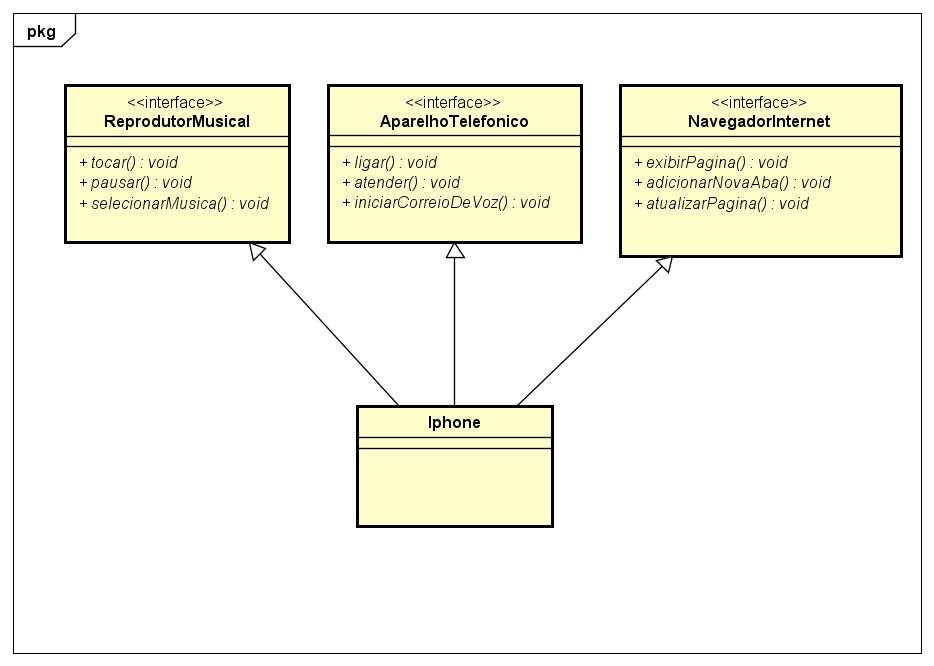 pkg
<<interface>>
ReprodutorMusical
+ tocar() : void
+ pausar() : void
+ selecionarMusica() : void
<<interface>>
AparelhoTelefonico
+ ligar() : void
+ atender() : void
+ iniciarCorreioDeVoz() : void
<<interface>>
NavegadorInternet
+ exibirPagina() : void
+ adicionarNovaAba() : void
+ atualizarPagina() : void
Iphone